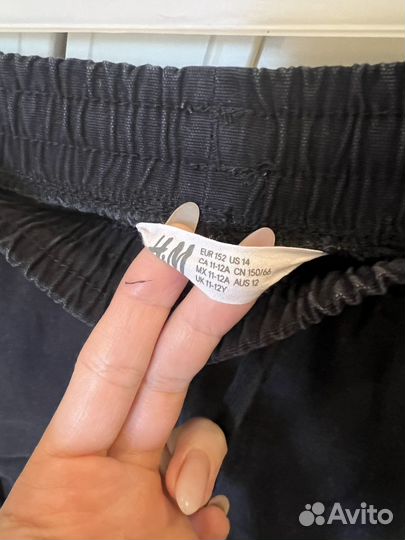 H&M
EUR 152 US 14
CA 11-12A CN 150/66
MX 11-12A AUS 12
UK 11-12Y
Avito